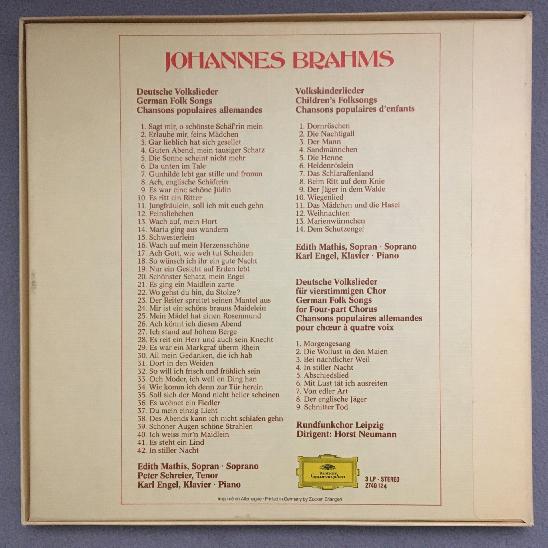 JOHANNES BRAHMS
Deutsche Volkslieder
German Folk Songs
Chansons populaires allemandes
1. Sagt mir, o schönste Schäf'rin mein
2. Erlaube mir, feins Mädchen
3. Gar lieblich hat sich gesellet
4. Guten Abend, mein tausiger Schatz
5. Die Sonne scheint nicht mehr
6. Da unten im Tale
7. Gunhilde lebt gar stille und fromm
8. Ach, englische Schäferin
9. Es war eine schöne Jüdin
10. Es ritt ein Ritter
11. Jungfräulein, soll ich mit euch gehn
12. Feinsliebchen
13. Wach auf, mein Hort
14. Maria ging aus wandern
15. Schwesterlein
16. Wach auf mein Herzensschöne
17. Ach Gott, wie weh tut Scheiden
18. So wünsch ich ihr ein gute Nacht
19. Nur ein Gesicht auf Erden lebt
20. Schönster Schatz, mein Engel
21. Es ging ein Maidlein zarte
22. Wo gehst du hin, du Stolze?
23. Der Reiter spreitet seinen Mantel aus
24. Mir ist ein schöns brauns Maidelein
25. Mein Mädel hat einen Rosenmund
26. Ach könnt ich diesen Abend
27. Ich stand auf hohem Berge
28. Es reit ein Herr und auch sein Knecht
29. Es war ein Markgraf überm Rhein
30. All mein Gedanken, die ich hab
31. Dort in den Weiden
32. So will ich frisch und fröhlich sein
33. Och Moder, ich well en Ding han
34. Wie komm ich denn zur Tür herein
35. Soll sich der Mond nicht heller scheinen
36. Es wohnet ein Fiedler
37. Du mein einzig Licht
38. Des Abends kann ich nicht schlafen gehn
39. Schöner Augen schöne Strahlen
40. Ich weiss mir'n Maidlein
41. Es steht ein Lind
42. In stiller Nacht
Edith Mathis, Sopran · Soprano
Peter Schreier, Tenor
Karl Engel, Klavier · Piano
Volkskinderlieder
Children's Folksongs
Chansons populaires d'enfants
1. Dornröschen
2. Die Nachtigall
3. Der Mann
4. Sandmännchen
5. Die Henne
6. Heidenröslein
7. Das Schlaraffenland
8. Beim Ritt auf dem Knie
9. Der Jäger in dem Walde
10. Wiegenlied
11. Das Mädchen und die Hasel
12. Weihnachten
13. Marienwürmchen
14. Dem Schutzengel
Edith Mathis, Sopran · Soprano
Karl Engel, Klavier · Piano
Deutsche Volkslieder
für vierstimmigen Chor
German Folk Songs
for Four-part Chorus
Chansons populaires allemandes
pour chœur à quatre voix
1. Morgengesang
2. Die Wollust in den Maien
3. Bei nächtlicher Weil
4. In stiller Nacht
5. Abschiedslied
6. Mit Lust tät ich ausreiten
7. Von edler Art
8. Der englische Jäger
9. Schnitter Tod
Rundfunkchor Leipzig
Dirigent: Horst Neumann
Deutsche
Grammophon
3 LP · STEREO
2740 124
Imprimé en Allemagne · Printed in Germany by